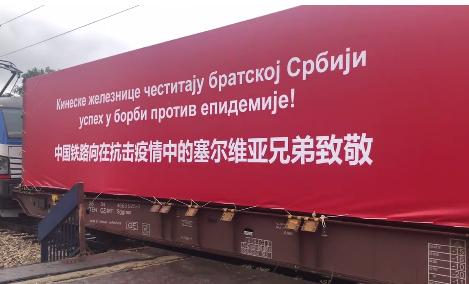 Кинеске железнице честитају братској Србији
успех у борби против епидемије!
中国铁路向在抗击疫情中的塞尔维亚兄弟致敬